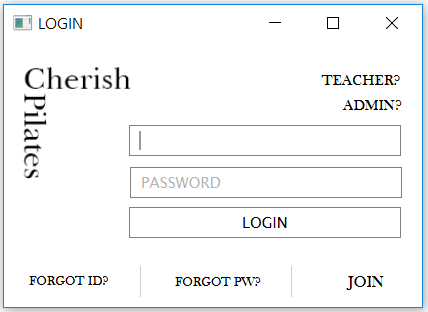 LOGIN
Cherish
Pilates
TEACHER?
ADMIN?
PASSWORD
LOGIN
FORGOT ID?
FORGOT PW?
JOIN